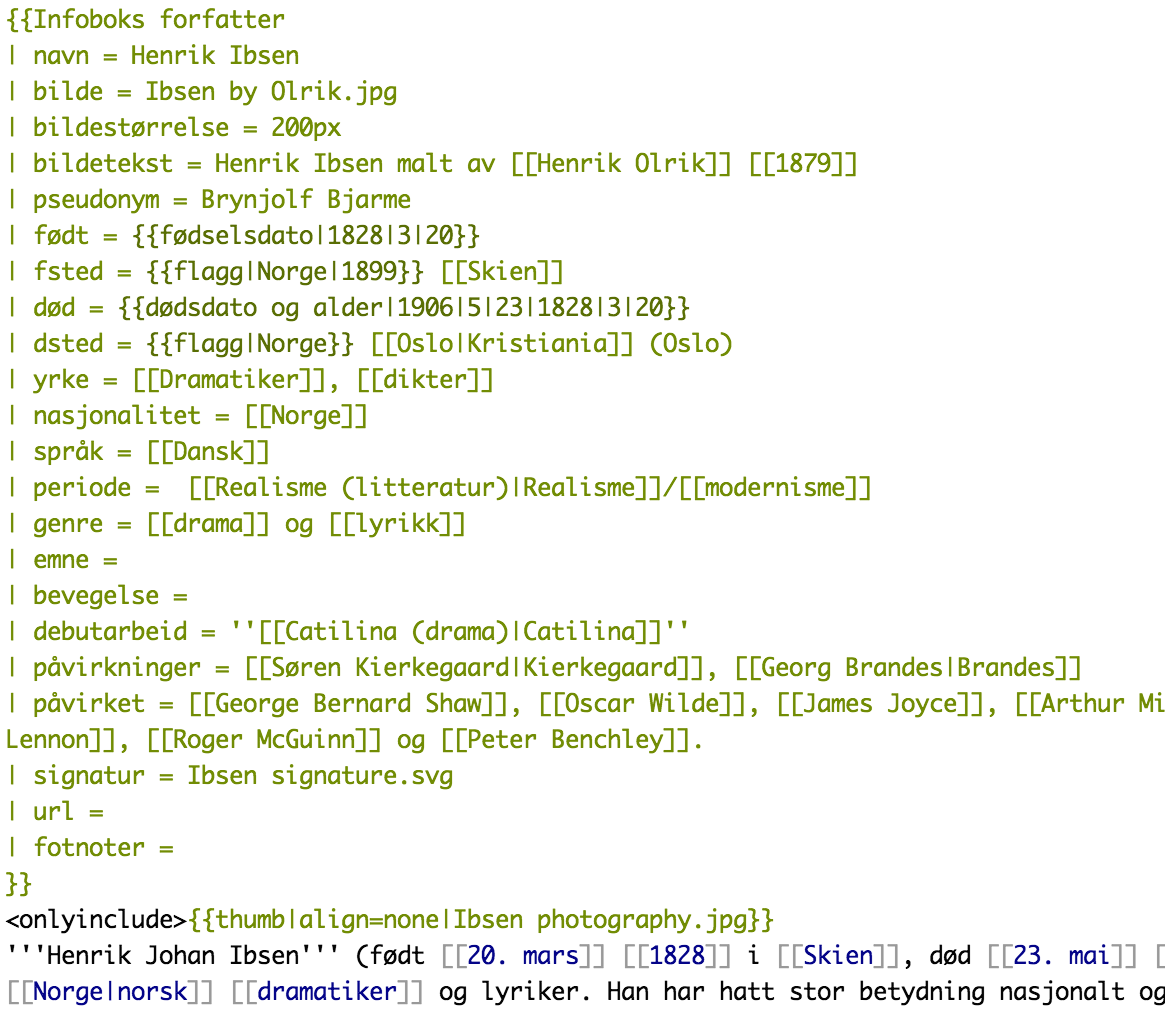 {{Infoboks forfatter
| navn = Henrik Ibsen
| bilde = Ibsen by Olrik.jpg
| bildestørrelse = 200px
| bildetekst = Henrik Ibsen malt av [[Henrik Olrik]] [[1879]]
| pseudonym = Brynjolf Bjarme
| født = {{fødselsdato|1828|3|20}}
| fsted = {{flagg|Norge|1899}} [[Skien]]
| død = {{dødsdato og alder|1906|5|23|1828|3|20}}
| dsted = {{flagg|Norge}} [[Oslo|Kristiania]] (Oslo)
| yrke = [[Dramatiker]], [[dikter]]
| nasjonalitet = [[Norge]]
| språk = [[Dansk]]
| periode =  [[Realisme (litteratur)|Realisme]]/[[modernisme]]
| genre = [[drama]] og [[lyrikk]]
| emne =
| bevegelse =
| debutarbeid = ''[[Catilina (drama)|Catilina]]''
| påvirkninger = [[Søren Kierkegaard|Kierkegaard]], [[Georg Brandes|Brandes]]
| påvirket = [[George Bernard Shaw]], [[Oscar Wilde]], [[James Joyce]], [[Arthur Mi
Lennon]], [[Roger McGuinn]] og [[Peter Benchley]].
| signatur = Ibsen signature.svg
| url =
| fotnoter =
}}
<onlyinclude>{{thumb|align=none|Ibsen photography.jpg}}
'''Henrik Johan Ibsen''' (født [[20. mars]] [[1828]] i [[Skien]], død [[23. mai]] [
[[Norge|norsk]] [[dramatiker]] og lyriker. Han har hatt stor betydning nasjonalt og